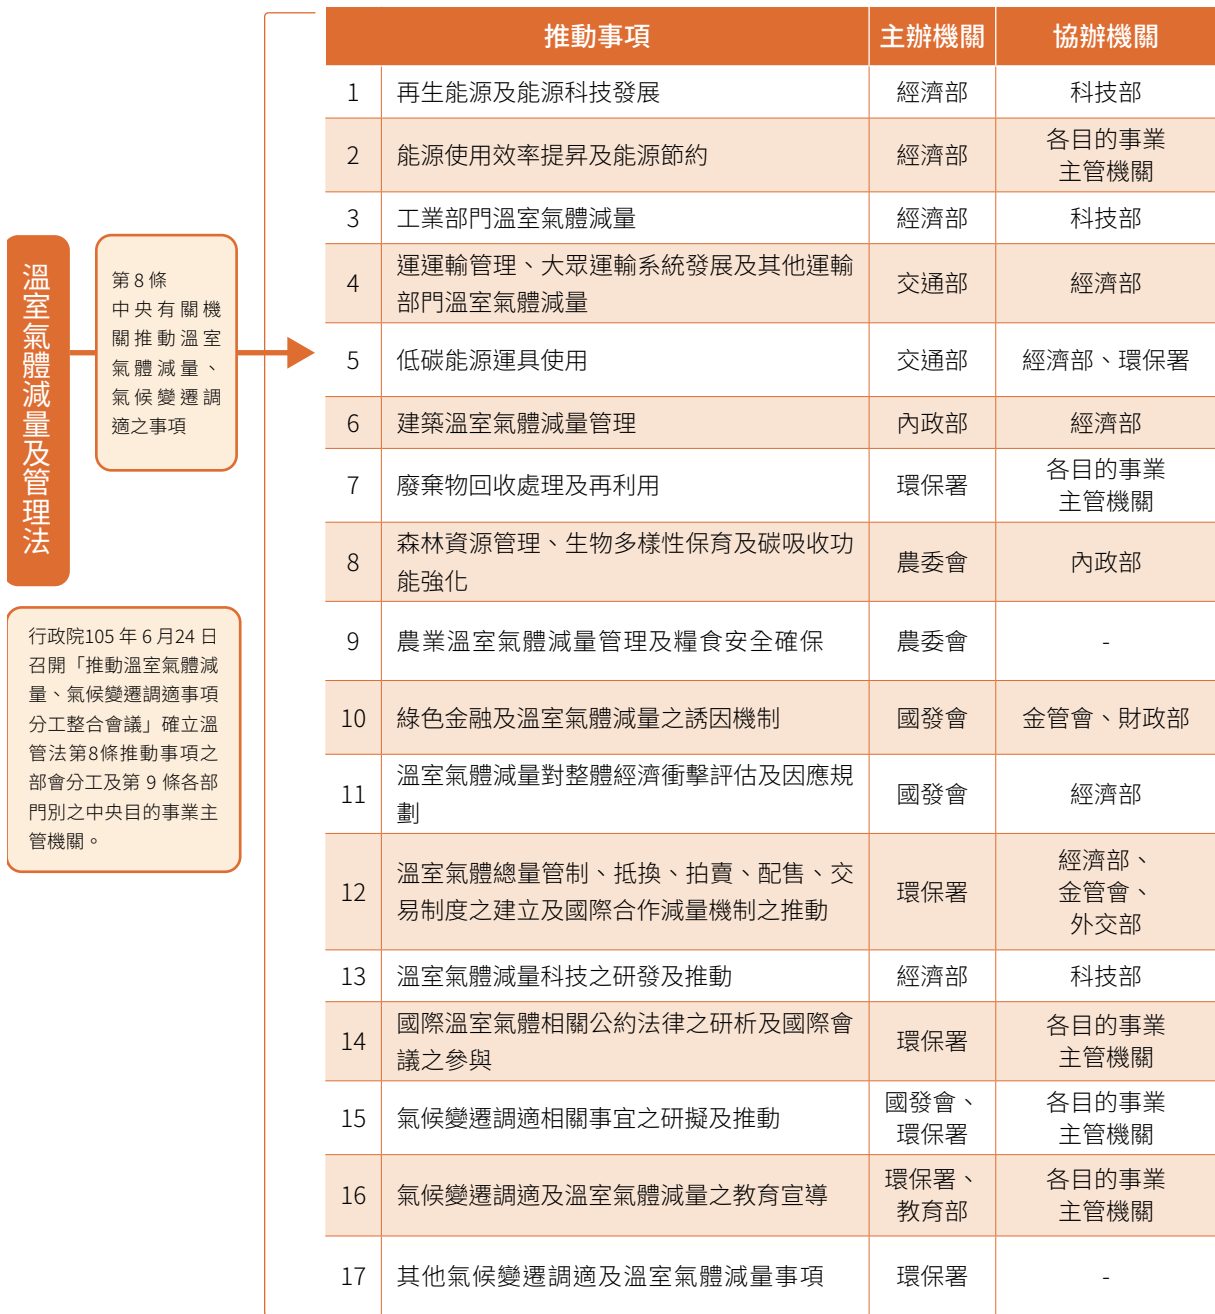 溫室氣體減量及管理法
第8條
中央有關機
關推動溫室
氣體減量、
氣候變遷調
適之事項
行政院105 年 6 月24 日
召開「推動溫室氣體減
量、氣候變遷調適事項
分工整合會議」確立溫
管法第8條推動事項之
部會分工及第 9 條各部
門別之中央目的事業主
管機關。
推動事項 主辦機關 協辦機關
1 再生能源及能源科技發展 經濟部 科技部
2 能源使用效率提昇及能源節約 經濟部 各目的事業
主管機關
3 工業部門溫室氣體減量 經濟部 科技部
4 運運輸管理、大眾運輸系統發展及其他運輸
部門溫室氣體減量 交通部 經濟部
5 低碳能源運具使用 交通部 經濟部、環保署
6 建築溫室氣體減量管理 內政部 經濟部
7 廢棄物回收處理及再利用 環保署 各目的事業
主管機關
8 森林資源管理、生物多樣性保育及碳吸收功
能強化 農委會 內政部
9 農業溫室氣體減量管理及糧食安全確保 農委會 -
10 綠色金融及溫室氣體減量之誘因機制 國發會 金管會、財政部
11 溫室氣體減量對整體經濟衝擊評估及因應規
劃 國發會 經濟部
12 溫室氣體總量管制、抵換、拍賣、配售、交
易制度之建立及國際合作減量機制之推動 環保署 經濟部、
金管會、
外交部
13 溫室氣體減量科技之研發及推動 經濟部 科技部
14 國際溫室氣體相關公約法律之研析及國際會
議之參與 環保署 各目的事業
主管機關
15 氣候變遷調適相關事宜之研擬及推動 國發會、
環保署 各目的事業
主管機關
16 氣候變遷調適及溫室氣體減量之教育宣導 環保署、
教育部 各目的事業
主管機關
17 其他氣候變遷調適及溫室氣體減量事項 環保署 -